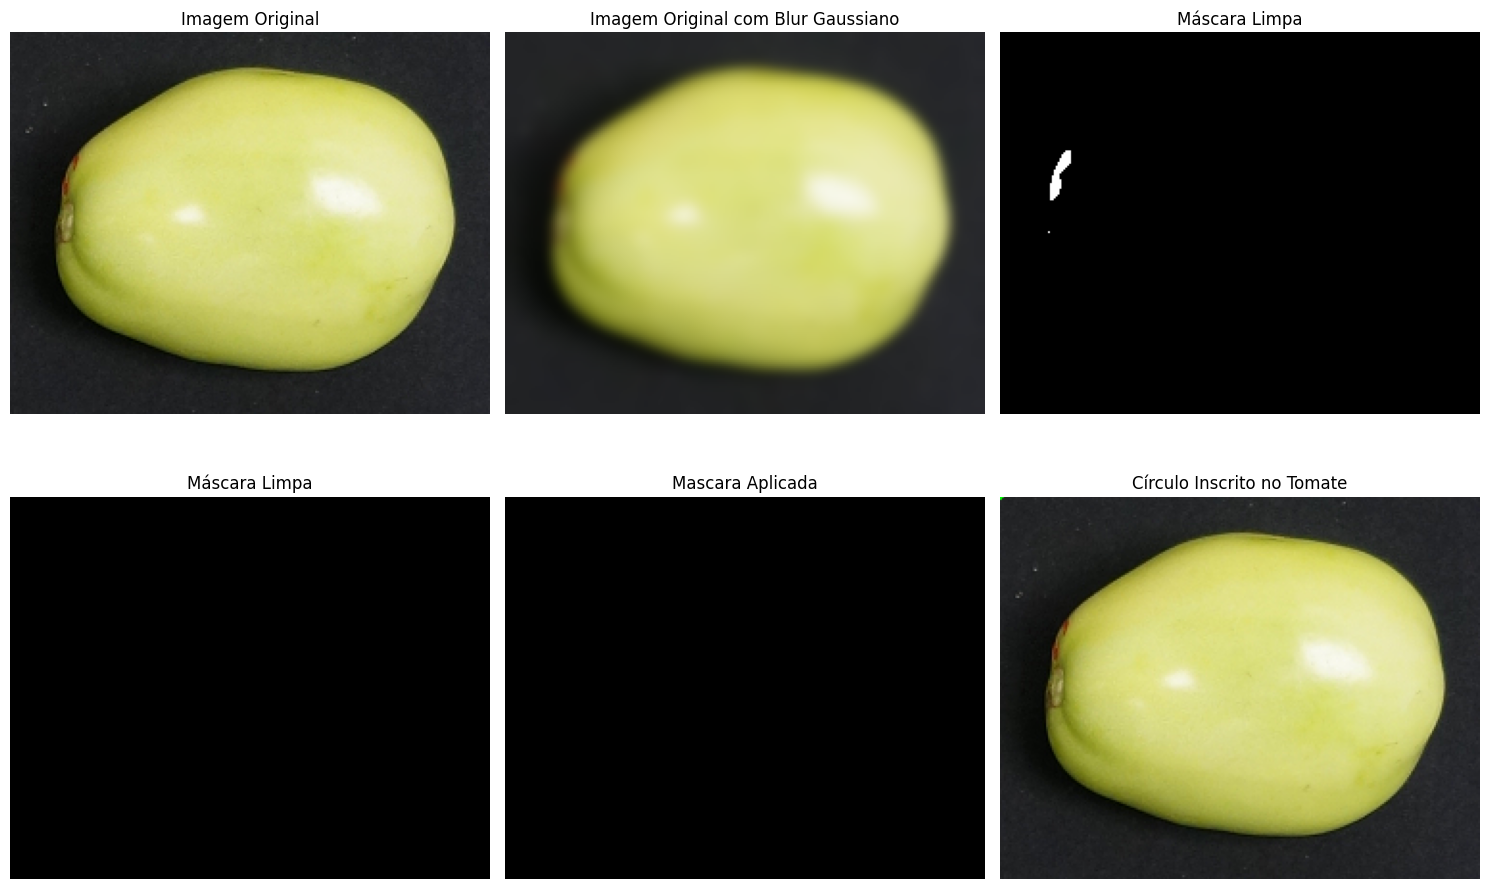 Imagem Original
Imagem Original com Blur Gaussiano
Máscara Limpa
Máscara Limpa
Mascara Aplicada
Círculo Inscrito no Tomate